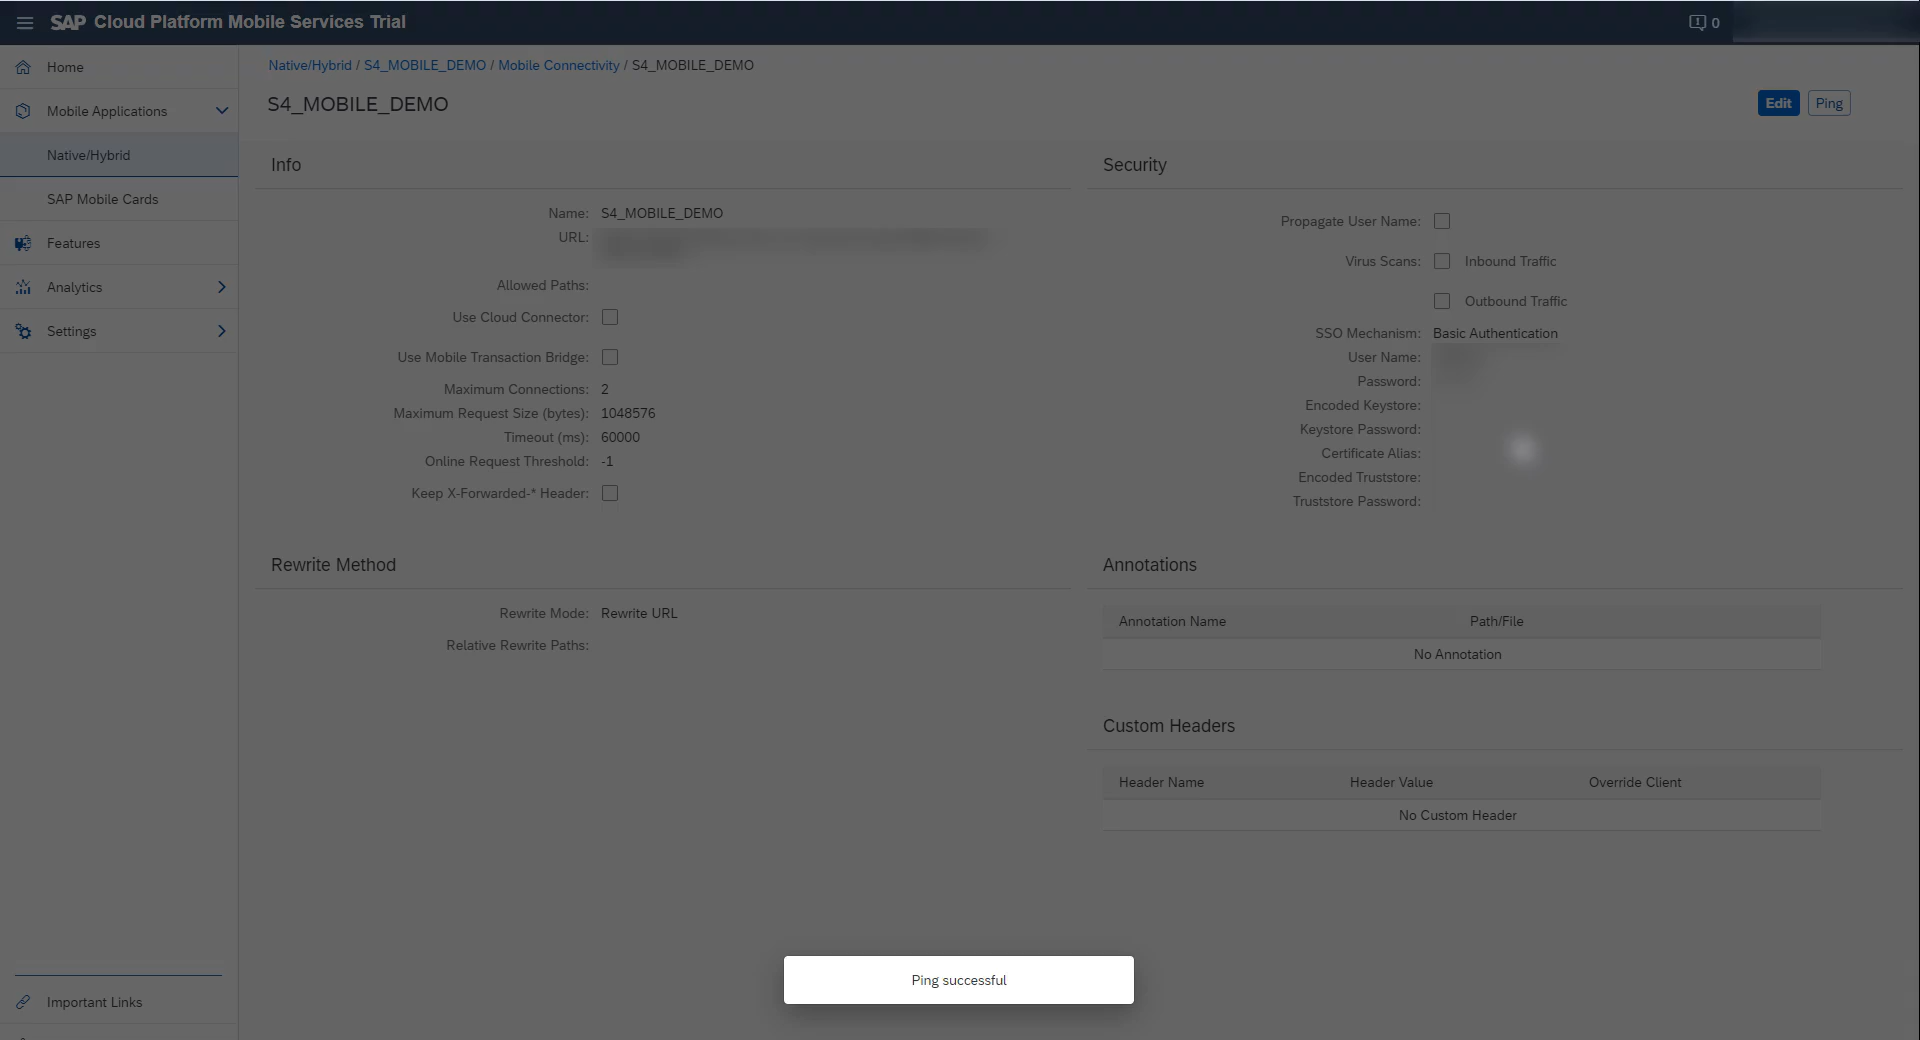 SAP Cloud Platform Mobile Services Trial
0
Home
Mobile Applications
Native/Hybrid
SAP Mobile Cards
Features
Analytics
Settings
Important Links
Native/Hybrid / S4_MOBILE_DEMO / Mobile Connectivity / S4_MOBILE_DEMO
S4_MOBILE_DEMO
Edit
Ping
Info
Name: S4_MOBILE_DEMO
URL:
Allowed Paths:
Use Cloud Connector:
Use Mobile Transaction Bridge:
Maximum Connections: 2
Maximum Request Size (bytes): 1048576
Timeout (ms): 60000
Online Request Threshold: -1
Keep X-Forwarded-* Header:
Security
Propagate User Name:
Virus Scans: Inbound Traffic
Outbound Traffic
SSO Mechanism: Basic Authentication
User Name:
Password:
Encoded Keystore:
Keystore Password:
Certificate Alias:
Encoded Truststore:
Truststore Password:
Rewrite Method
Rewrite Mode: Rewrite URL
Relative Rewrite Paths:
Annotations
Annotation Name Path/File
No Annotation
Custom Headers
Header Name Header Value Override Client
No Custom Header
Ping successful